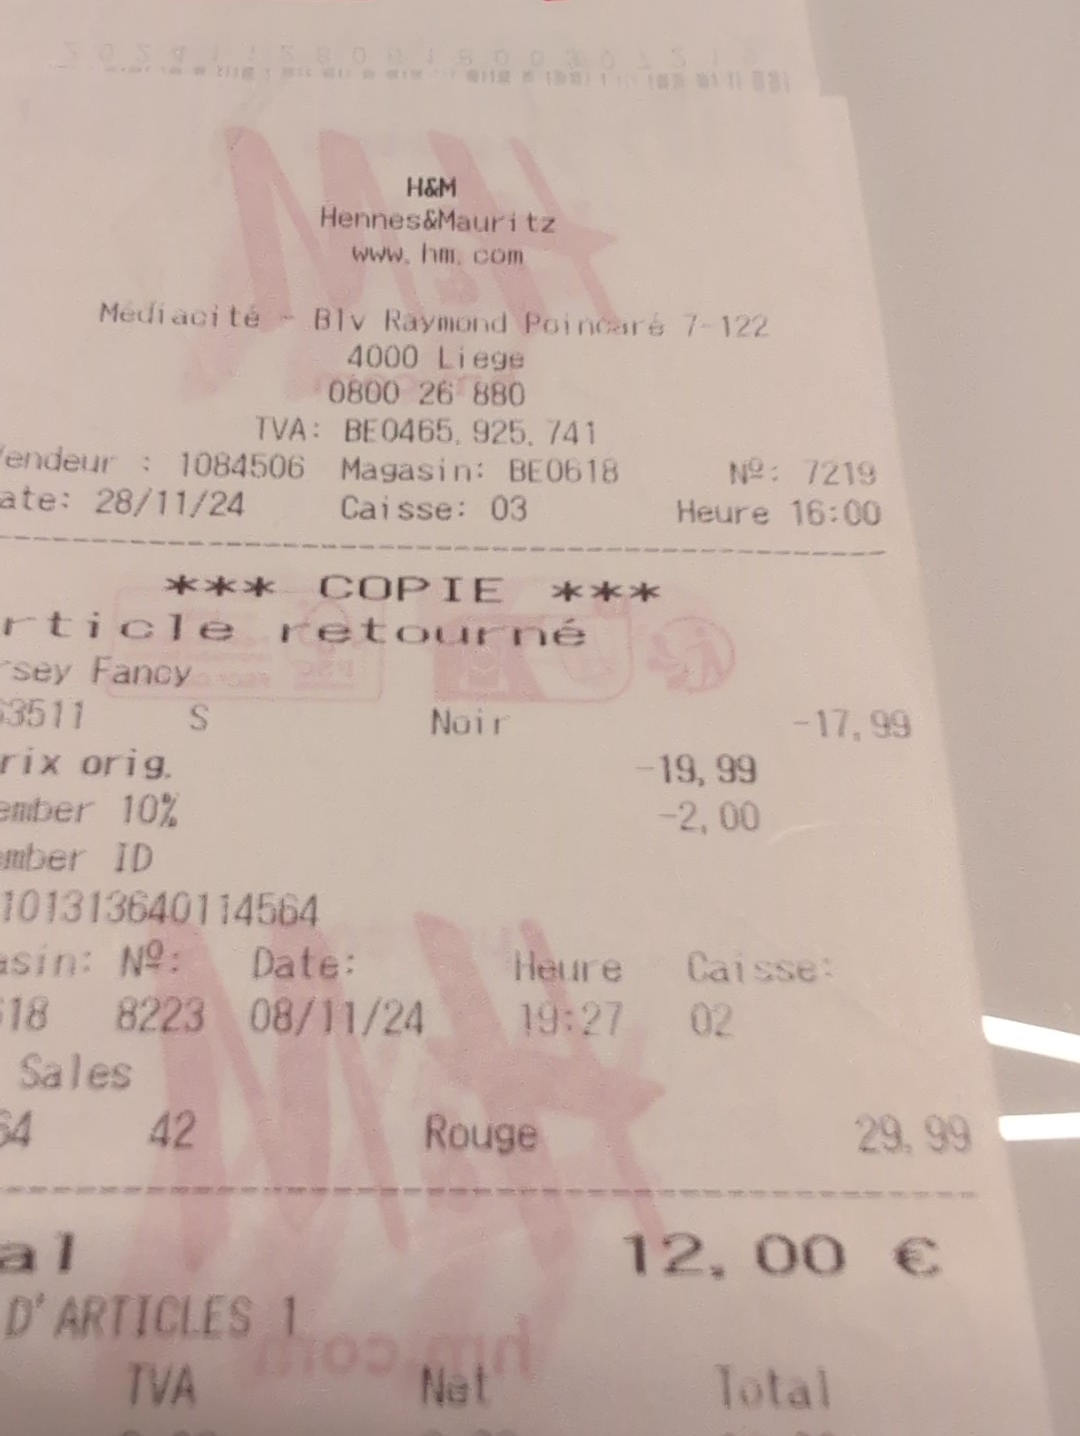 H&M
Hennes&Mauritz
www.hm.com
Médiacité - Blv Raymond Poincaré 7-122
4000 Liege
0800 26 880
TVA: BE0465.925.741
endeur : 1084506 Magasin: BE0618 Nº: 7219
ate: 28/11/24 Caisse: 03 Heure 16:00
*** COPIE ***
rticle retourné
rsey Fancy
63511 S Noir -17,99
rix orig. -19,99
ember 10% -2,00
mber ID
101313640114564
asin: Nº: Date: Heure Caisse:
618 8223 08/11/24 19:27 02
Sales
64 42 Rouge 29,99
al 12,00 €
D'ARTICLES 1
hm.com
TVA Net Total